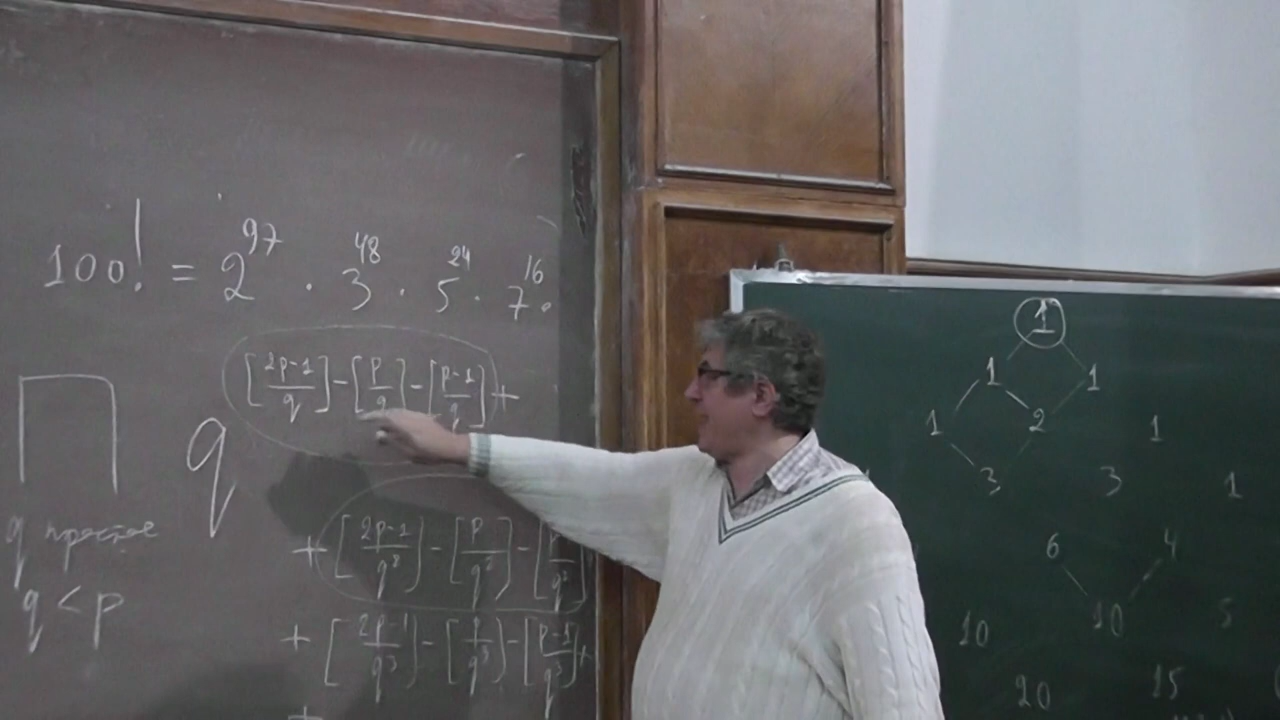 100! = 2^97 · 3^48 · 5^24 · 7^16 ·
[2p-1/q] - [p/q] - [p-1/q] +
∏ q
q простое
q < p
+ [2p-1/q²] - [p/q²] -
+ [2p-1/q³] - [p/q³] - [p-1/q³] +
+
1
1 1
1 2 1
3 3 1
6 4
10 10 5
20 15